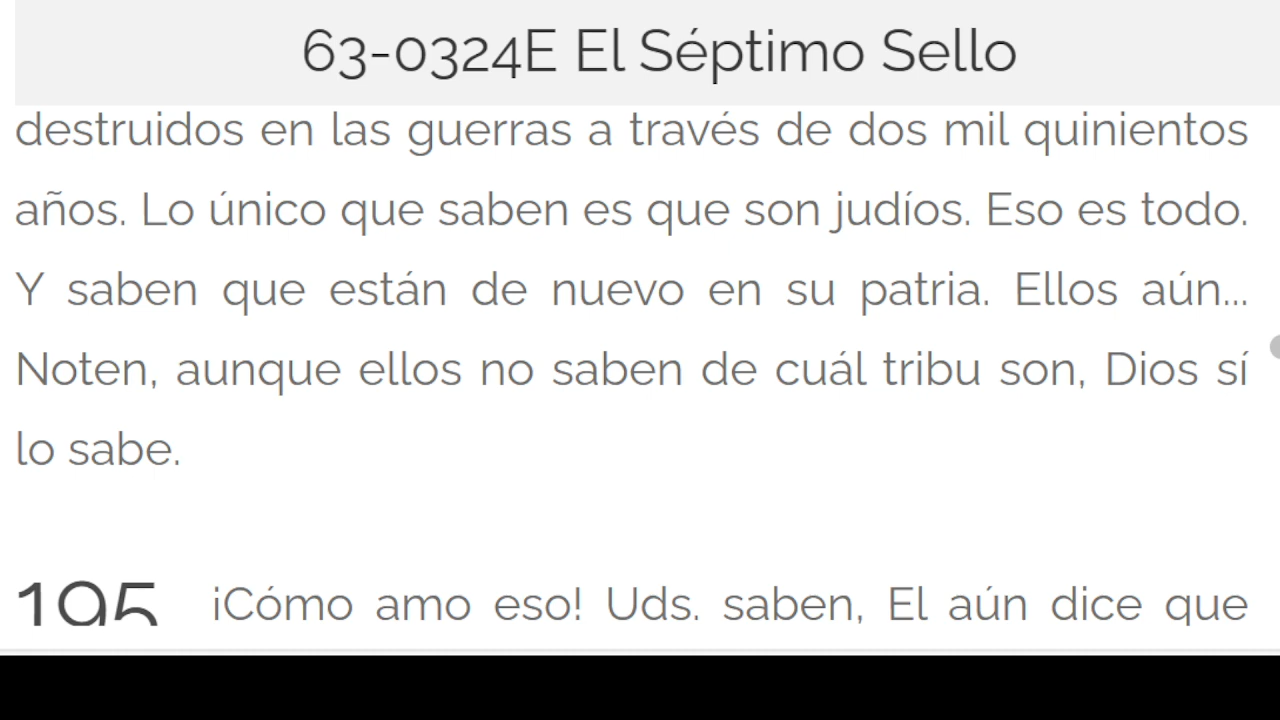 63-0324E El Séptimo Sello
destruidos en las guerras a través de dos mil quinientos
años. Lo único que saben es que son judíos. Eso es todo.
Y saben que están de nuevo en su patria. Ellos aún...
Noten, aunque ellos no saben de cuál tribu son, Dios sí
lo sabe.
195 ¡Cómo amo eso! Uds. saben, El aún dice que